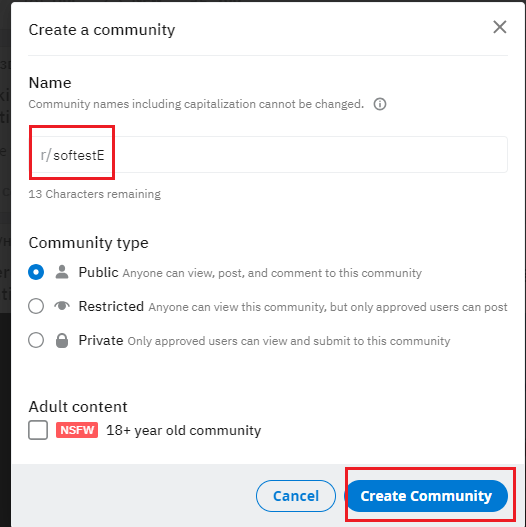 Create a community
Name
Community names including capitalization cannot be changed.
r/softestE
13 Characters remaining
Community type
Public Anyone can view, post, and comment to this community
Restricted Anyone can view this community, but only approved users can post
Private Only approved users can view and submit to this community
Adult content
NSFW 18+ year old community
Cancel Create Community